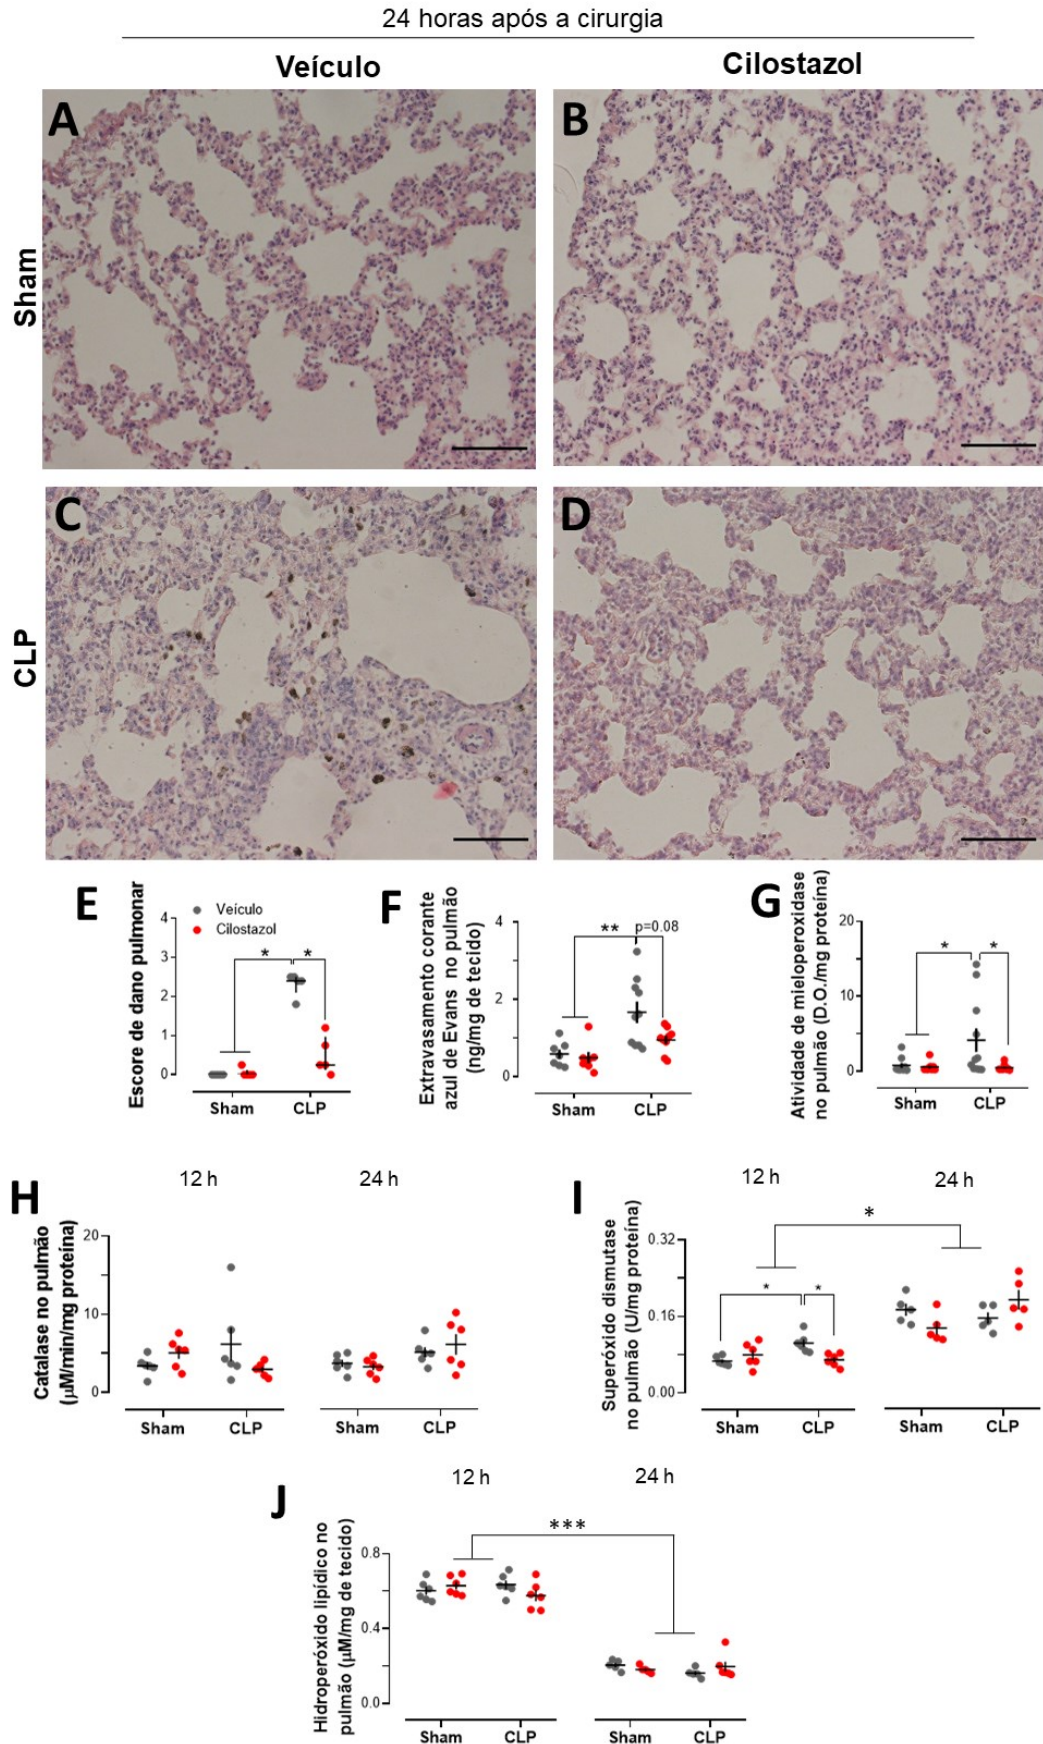 24 horas após a cirurgia
Veículo
Cilostazol
A
B
Sham
C
D
CLP
E
Escore de dano pulmonar
Veículo
Cilostazol
4
3
2
1
0
*
*
Sham
CLP
F
Extravasamento corante
azul de Evans no pulmão
(ng/mg de tecido)
4
2
0
**
p=0.08
Sham
CLP
G
Atividade de mieloperoxidase
no pulmão (D.O./mg proteína)
20
10
0
*
*
Sham
CLP
H
12 h
24 h
Catalase no pulmão
(µM/min/mg proteína)
20
10
0
Sham
CLP
Sham
CLP
I
12 h
24 h
Superóxido dismutase
no pulmão (U/mg proteína)
0.32
0.16
0.00
*
*
*
Sham
CLP
Sham
CLP
J
12 h
24 h
Hidroperóxido lipídico no
pulmão (µM/mg de tecido)
0.8
0.4
0.0
***
Sham
CLP
Sham
CLP